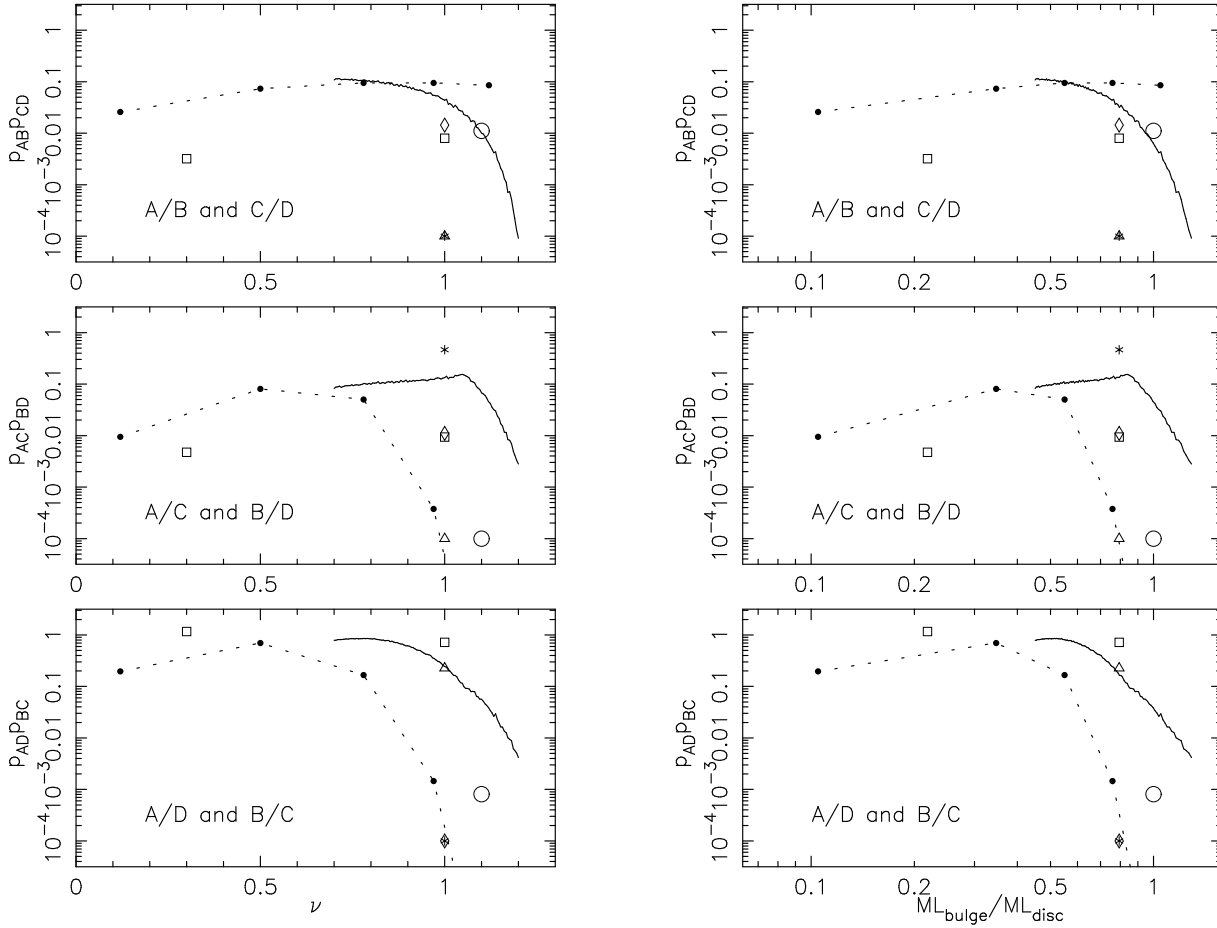 p_AB p_CD
1
0.1
0.01
10^−3
10^−4
A/B and C/D
0 0.5 1
p_AB p_CD
1
0.1
0.01
10^−3
10^−4
A/B and C/D
0.1 0.2 0.5 1
p_AC p_BD
1
0.1
0.01
10^−3
10^−4
A/C and B/D
0 0.5 1
p_AC p_BD
1
0.1
0.01
10^−3
10^−4
A/C and B/D
0.1 0.2 0.5 1
p_AD p_BC
1
0.1
0.01
10^−3
10^−4
A/D and B/C
0 0.5 1
ν
p_AD p_BC
1
0.1
0.01
10^−3
10^−4
A/D and B/C
0.1 0.2 0.5 1
ML_bulge/ML_disc